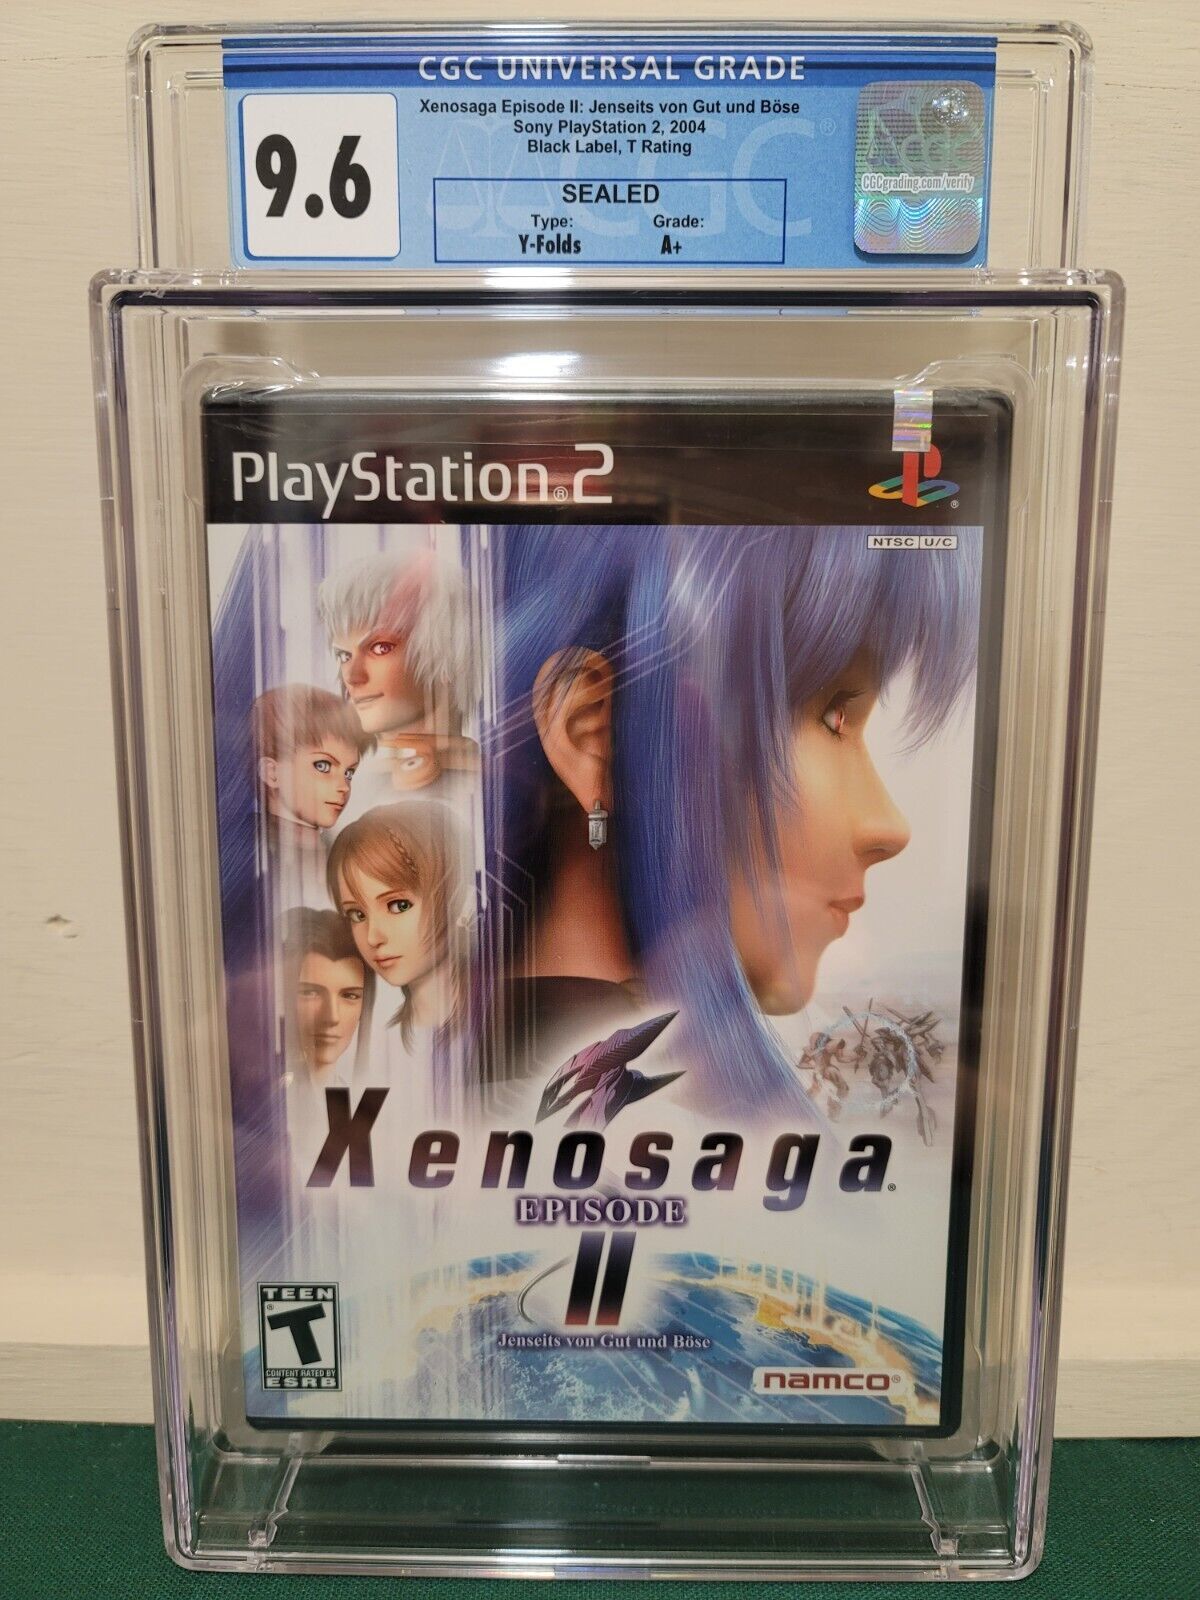 CGC UNIVERSAL GRADE
9.6
Xenosaga Episode II: Jenseits von Gut und Böse
Sony PlayStation 2, 2004
Black Label, T Rating
CGC®
SEALED
Type: Grade:
Y-Folds A+
CGC
CGCgrading.com/verify
PlayStation®2
®
NTSC U/C
Xenosaga®
EPISODE
II
Jenseits von Gut und Böse
TEEN
®
T
CONTENT RATED BY
ESRB
namco®